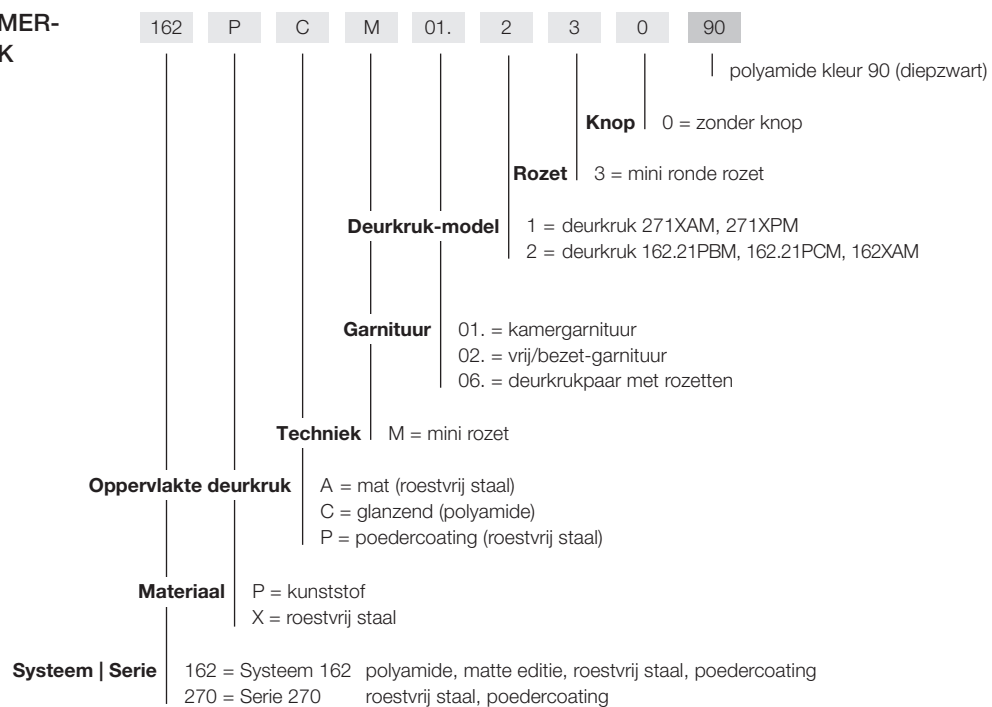 MER-
K
162 P C M 01. 2 3 0 90
polyamide kleur 90 (diepzwart)
Knop 0 = zonder knop
Rozet 3 = mini ronde rozet
Deurkruk-model 1 = deurkruk 271XAM, 271XPM
2 = deurkruk 162.21PBM, 162.21PCM, 162XAM
Garnituur 01. = kamergarnituur
02. = vrij/bezet-garnituur
06. = deurkrukpaar met rozetten
Techniek M = mini rozet
Oppervlakte deurkruk A = mat (roestvrij staal)
C = glanzend (polyamide)
P = poedercoating (roestvrij staal)
Materiaal P = kunststof
X = roestvrij staal
Systeem | Serie 162 = Systeem 162 polyamide, matte editie, roestvrij staal, poedercoating
270 = Serie 270 roestvrij staal, poedercoating